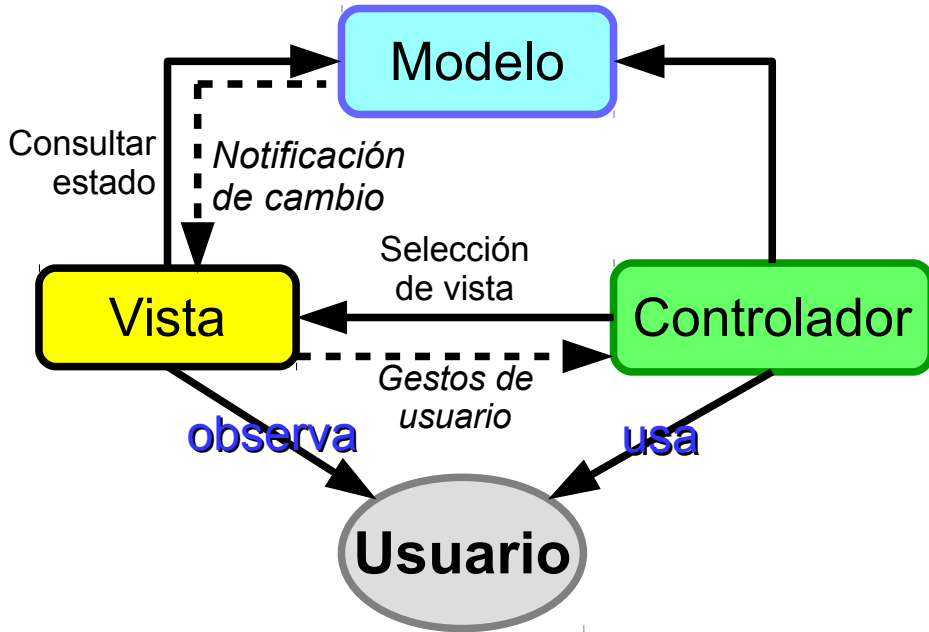 Modelo
Consultar
estado
Notificación
de cambio
Selección
de vista
Vista
Controlador
Gestos de
usuario
observa
usa
Usuario